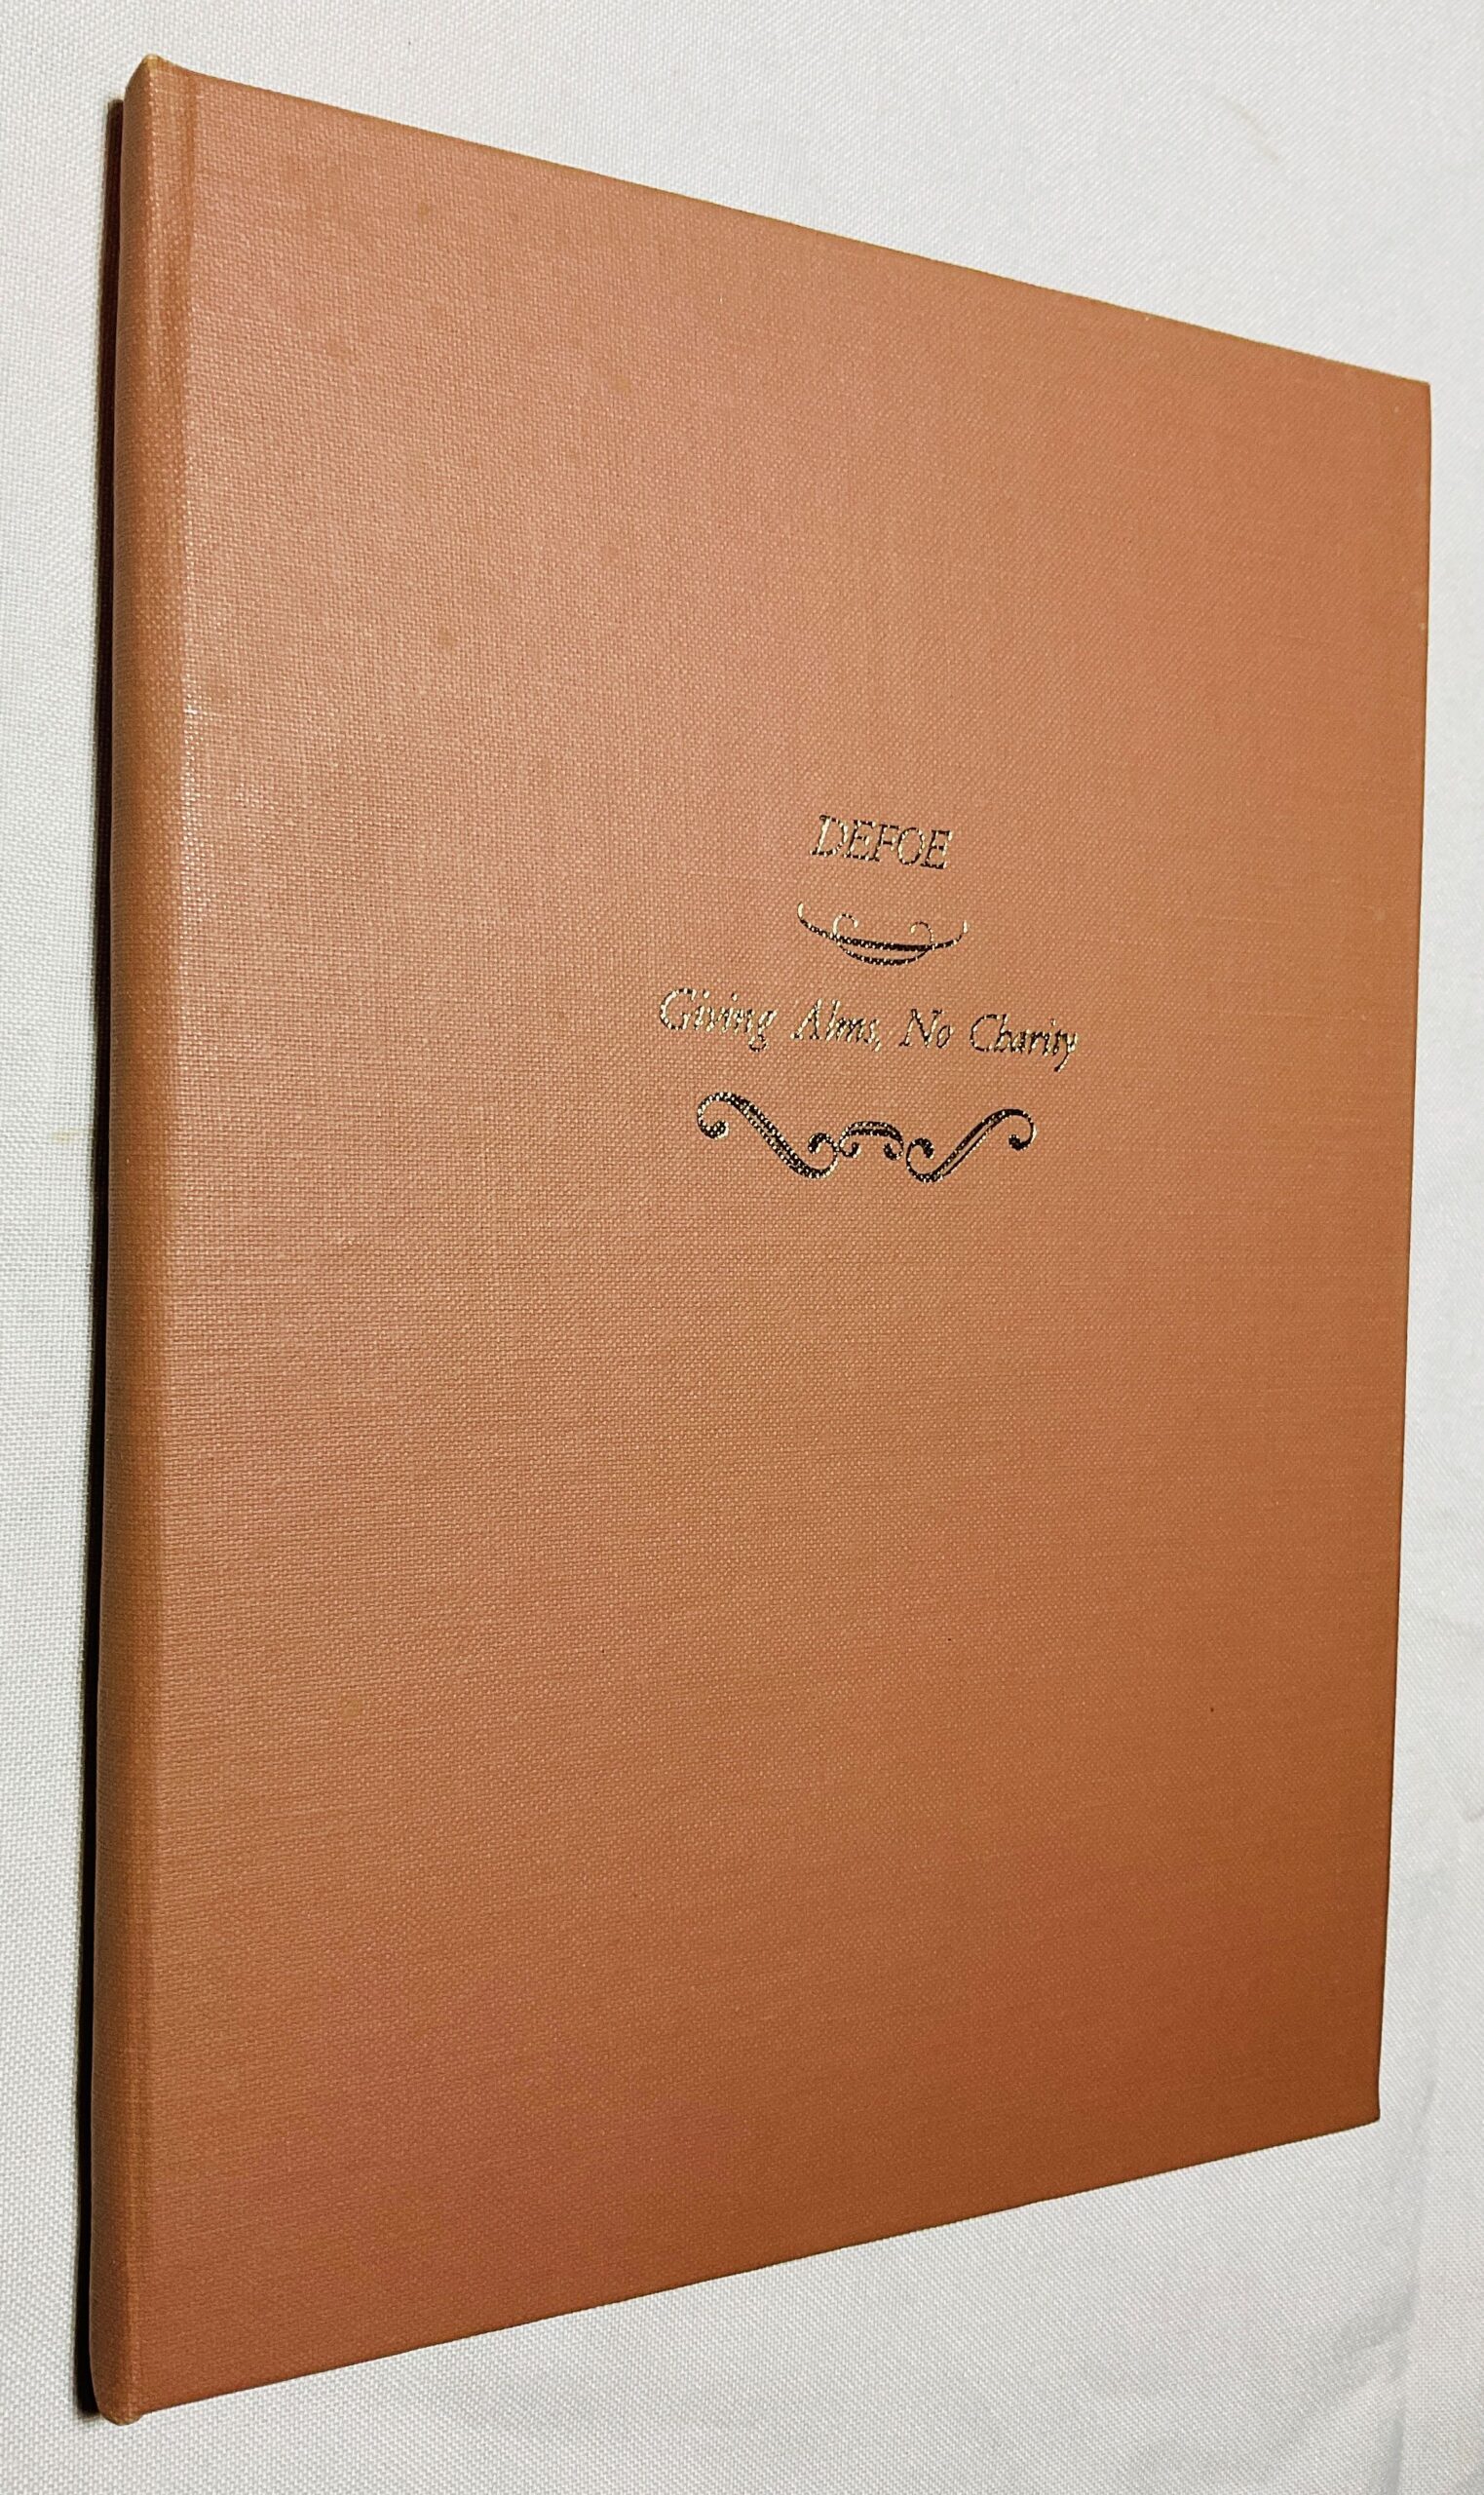 DEFOE
Giving Alms, No Charity